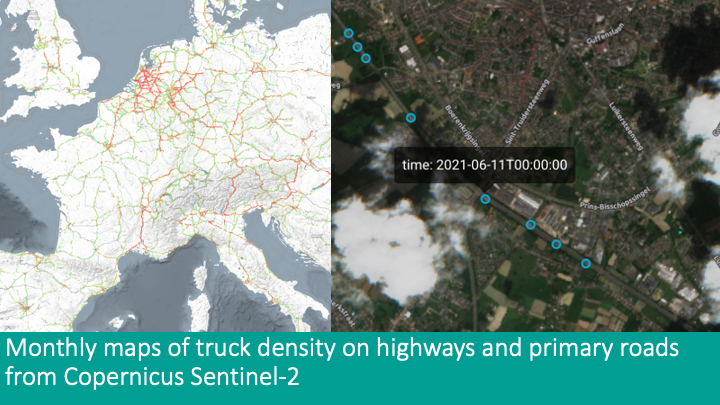 Guffenslaan
Boerenkrijgsingel
Sint-Truidersteenweg
Luikersteenweg
time: 2021-06-11T00:00:00
Prins-Bisschopssingel
Monthly maps of truck density on highways and primary roads
from Copernicus Sentinel-2